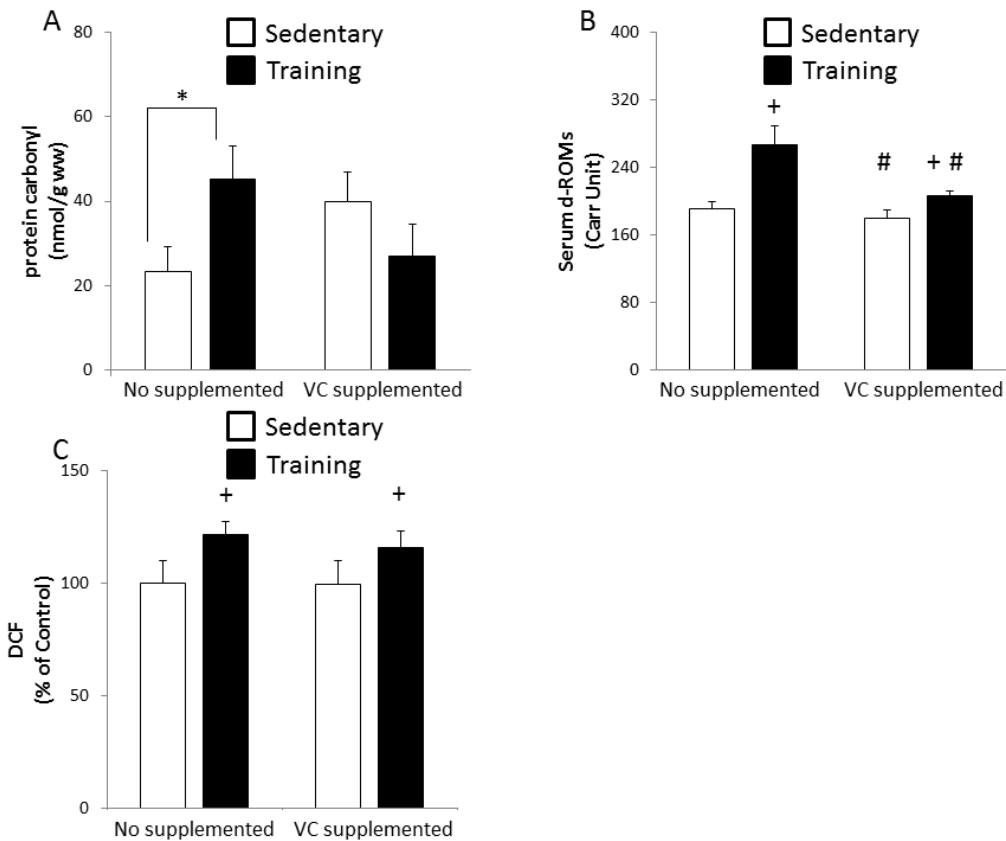 A
Sedentary
Training
80
60
40
20
0
protein carbonyl
(nmol/g ww)
*
No supplemented
VC supplemented
B
Sedentary
Training
400
320
240
160
80
0
Serum d-ROMs
(Carr Unit)
+
#
+ #
No supplemented
VC supplemented
C
Sedentary
Training
150
100
50
0
DCF
(% of Control)
+
+
No supplemented
VC supplemented